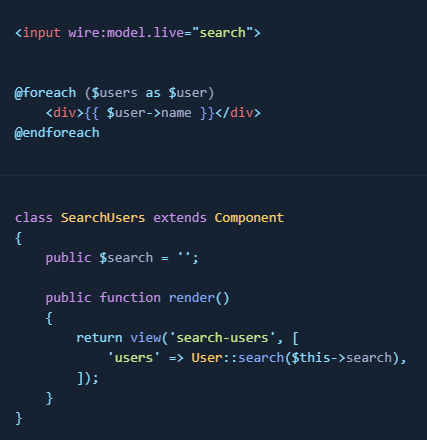 <input wire:model.live="search">
@foreach ($users as $user)
    <div>{{ $user->name }}</div>
@endforeach
class SearchUsers extends Component
{
    public $search = '';
    public function render()
    {
        return view('search-users', [
            'users' => User::search($this->search),
        ]);
    }
}